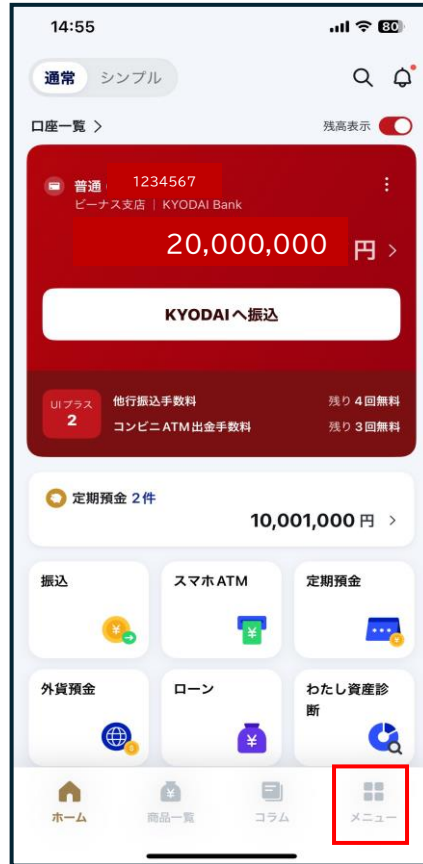 14:55 80
通常 シンプル
口座一覧 > 残高表示
普通 1234567
ビーナス支店 | KYODAI Bank
20,000,000 円 >
KYODAIへ振込
UIプラス
2
他行振込手数料 残り4回無料
コンビニATM出金手数料 残り3回無料
定期預金 2件
10,001,000 円 >
振込 スマホATM 定期預金
外貨預金 ローン わたし資産診
断
ホーム 商品一覧 コラム メニュー